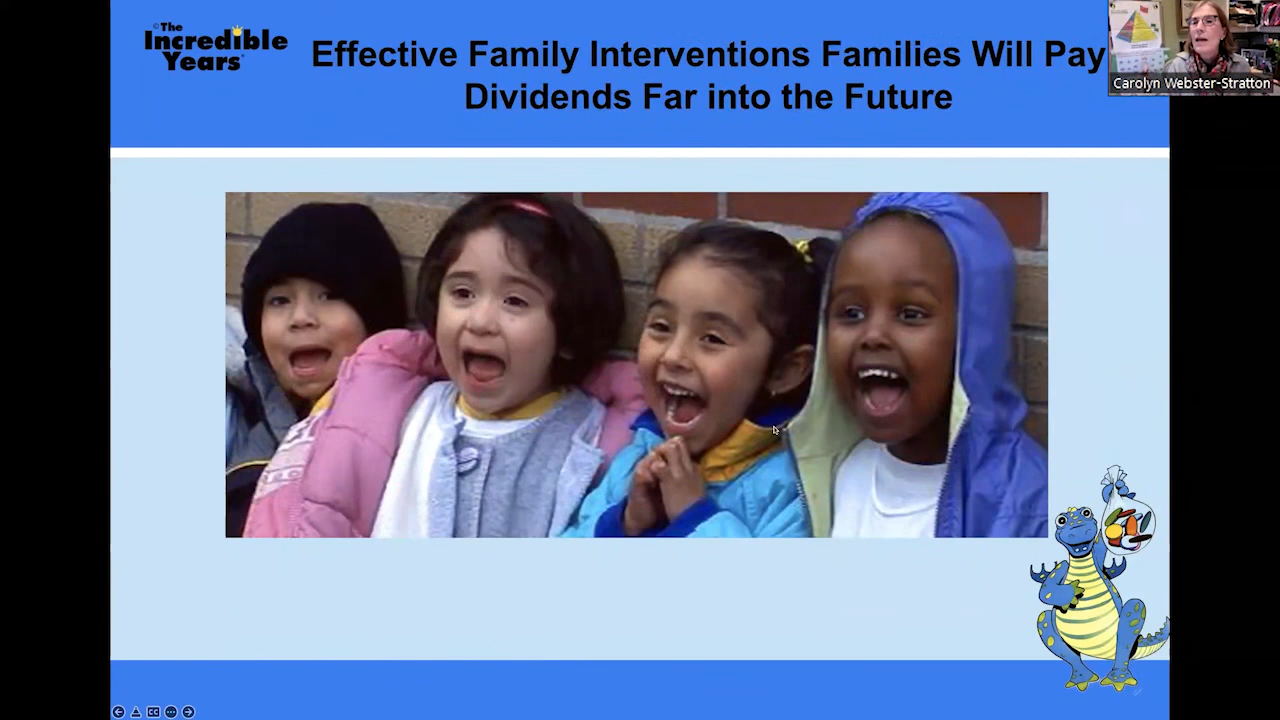 ©The
Incredible
Years®
Effective Family Interventions Families Will Pay
Dividends Far into the Future
Carolyn Webster-Stratton